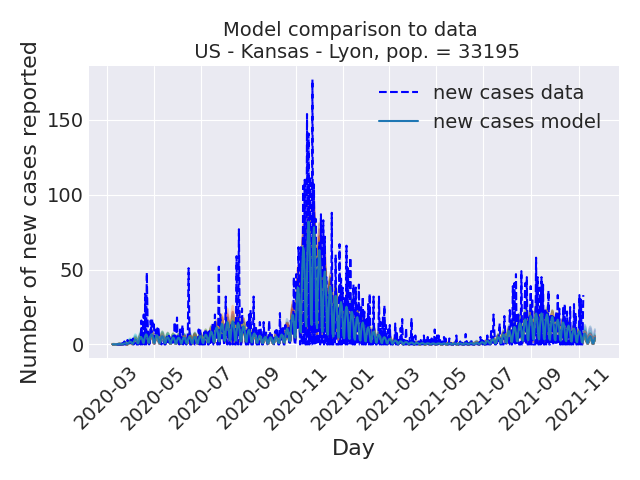 Model comparison to data
US - Kansas - Lyon, pop. = 33195
Number of new cases reported
150
100
50
0
new cases data
new cases model
2020-03
2020-05
2020-07
2020-09
2020-11
2021-01
2021-03
2021-05
2021-07
2021-09
2021-11
Day